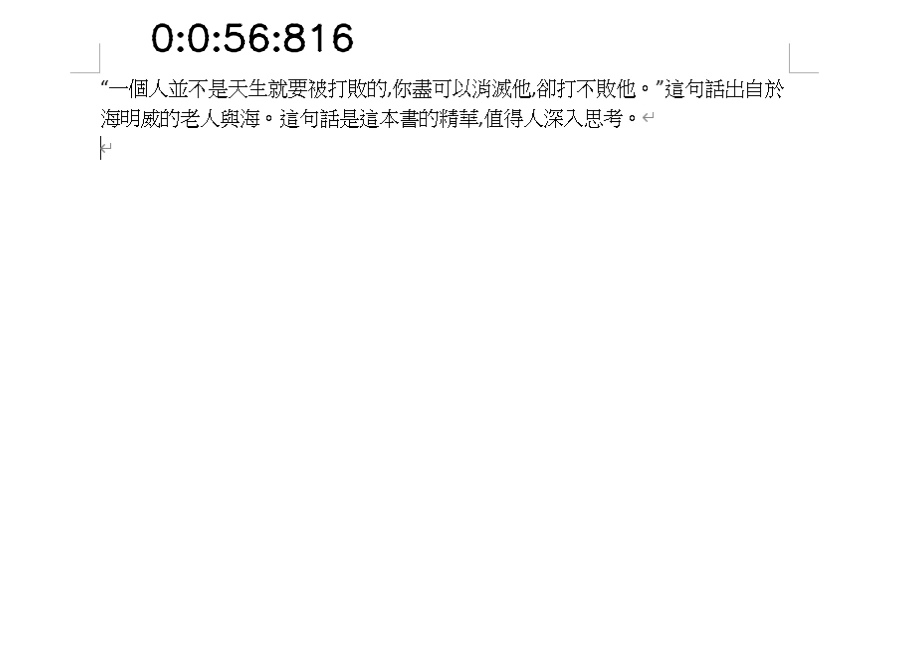 0:0:56:816
“一個人並不是天生就要被打敗的,你盡可以消滅他,卻打不敗他。”這句話出自於
海明威的老人與海。這句話是這本書的精華,值得人深入思考。